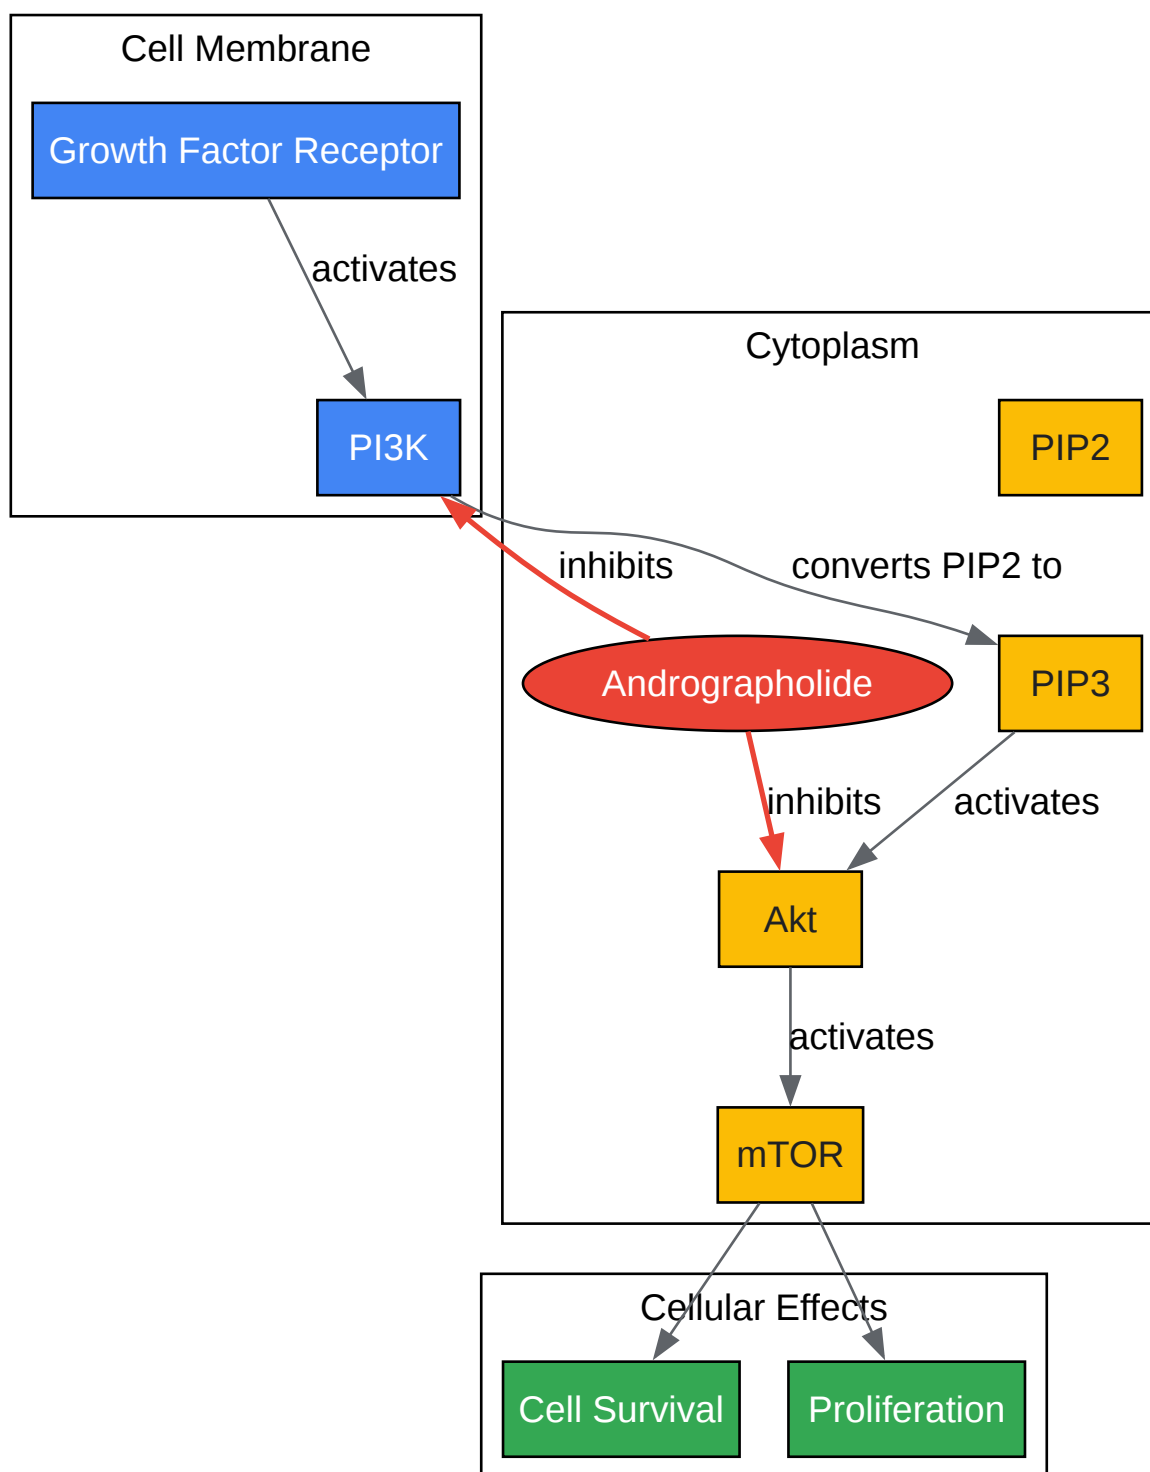 Cell Membrane
Growth Factor Receptor
activates
PI3K
Cytoplasm
PIP2
inhibits
converts PIP2 to
Andrographolide
PIP3
inhibits
activates
Akt
activates
mTOR
Cellular Effects
Cell Survival
Proliferation